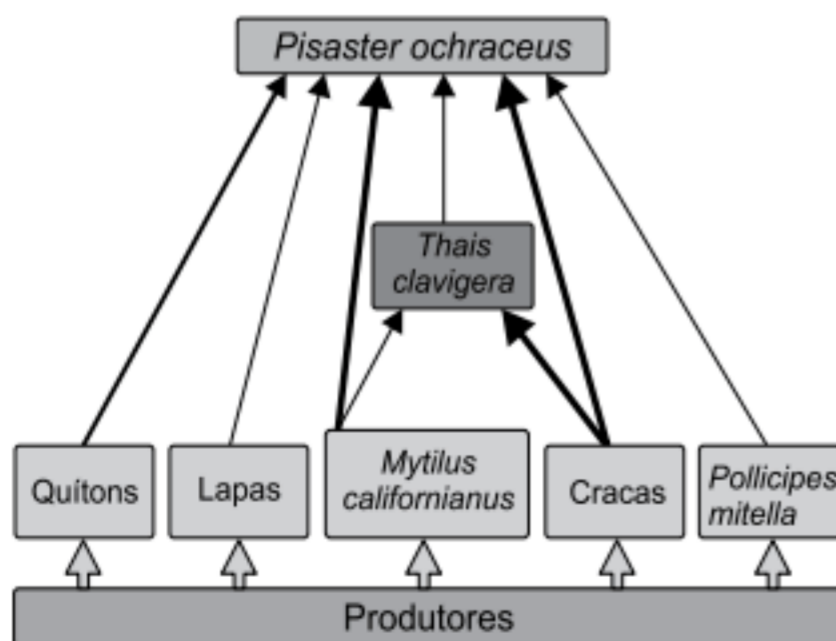 Pisaster ochraceus
Thais
clavigera
Quítons
Lapas
Mytilus
californianus
Cracas
Pollicipes
mitella
Produtores